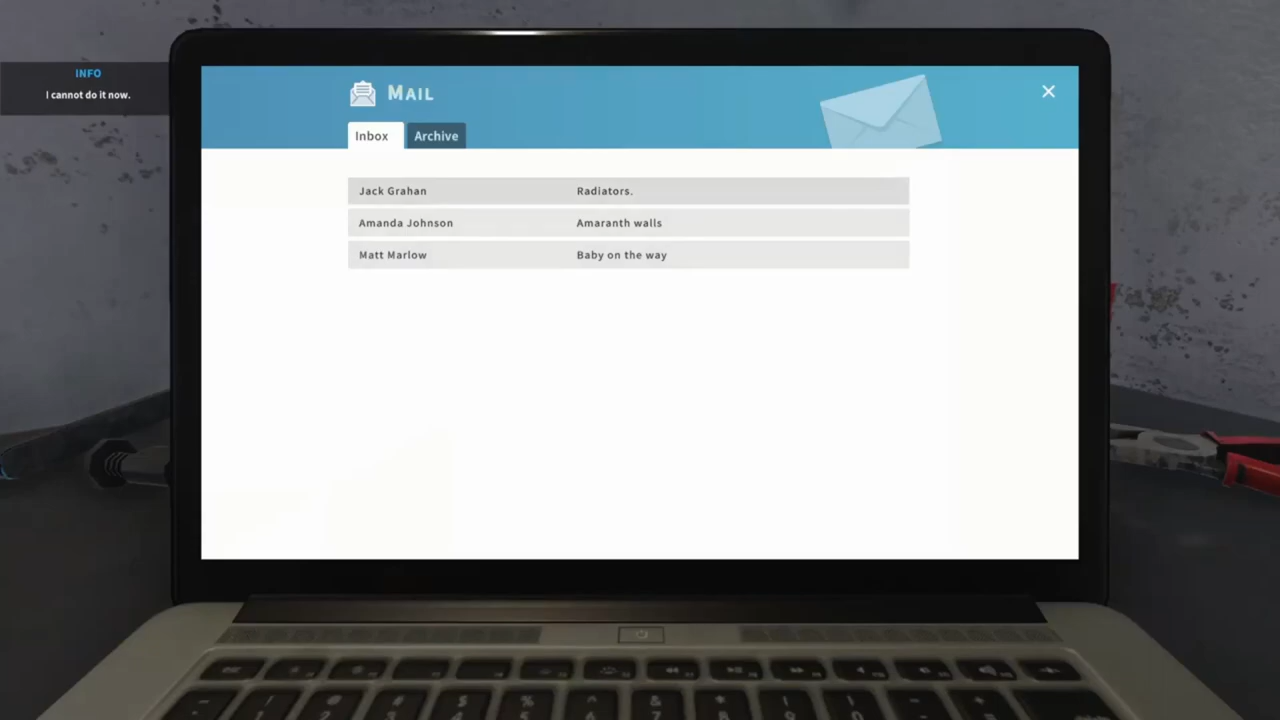 INFO
I cannot do it now.
MAIL
Inbox
Archive
Jack Grahan Radiators.
Amanda Johnson Amaranth walls
Matt Marlow Baby on the way